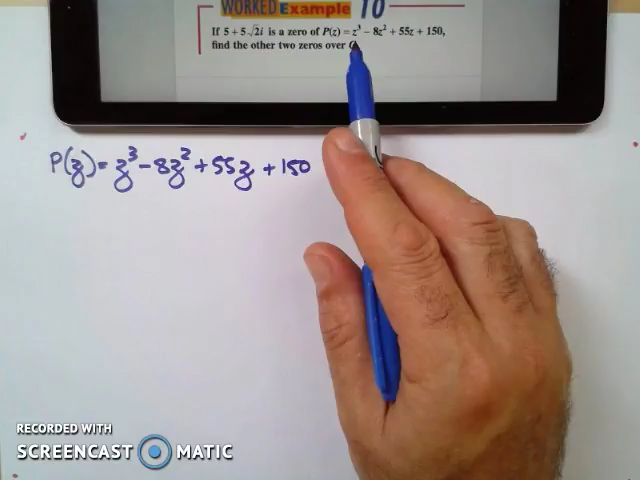 WORKED Example 10
If 5 + 5√2i is a zero of P(z) = z³ − 8z² + 55z + 150,
find the other two zeros over
P(z) = z³ − 8z² + 55z + 150
RECORDED WITH
SCREENCAST MATIC